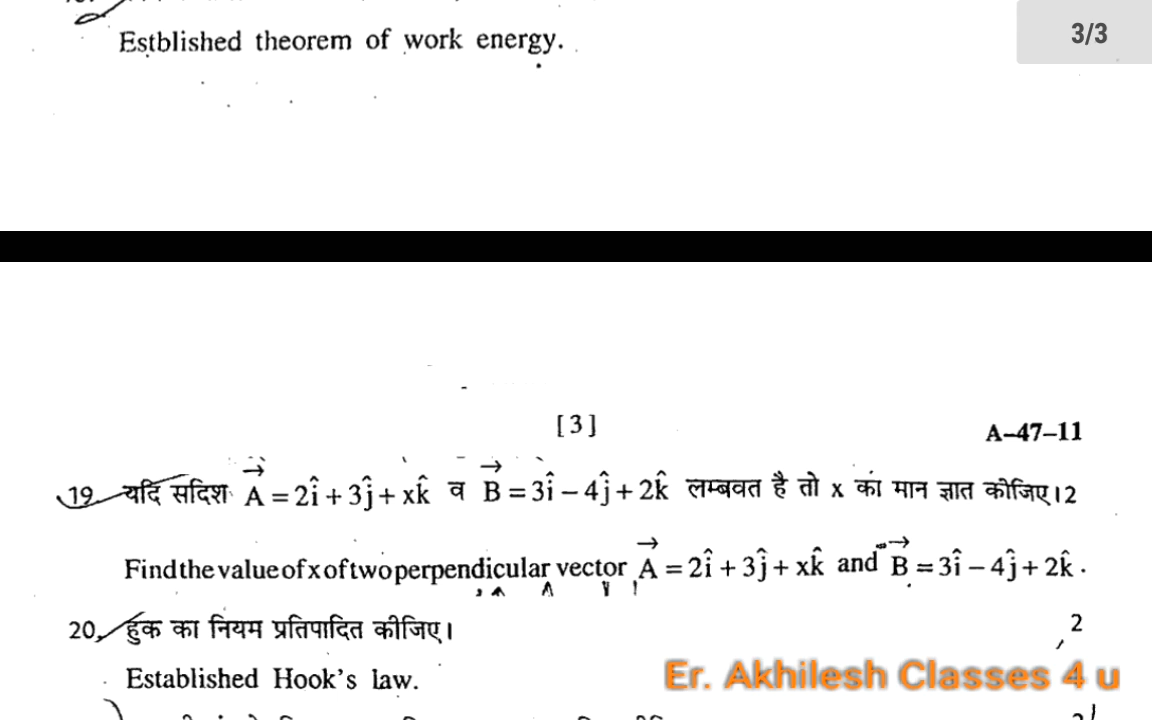 Estblished theorem of work energy.
3/3
[3]
A–47–11
19. यदि सदिश A⃗ = 2î + 3ĵ + xk̂ व B⃗ = 3î – 4ĵ + 2k̂ लम्बवत है तो x का मान ज्ञात कीजिए। 2
Find the value of x of two perpendicular vector A⃗ = 2î + 3ĵ + xk̂ and B⃗ = 3î – 4ĵ + 2k̂ .
20. हुक का नियम प्रतिपादित कीजिए। 2
Established Hook's law.
Er. Akhilesh Classes 4 u